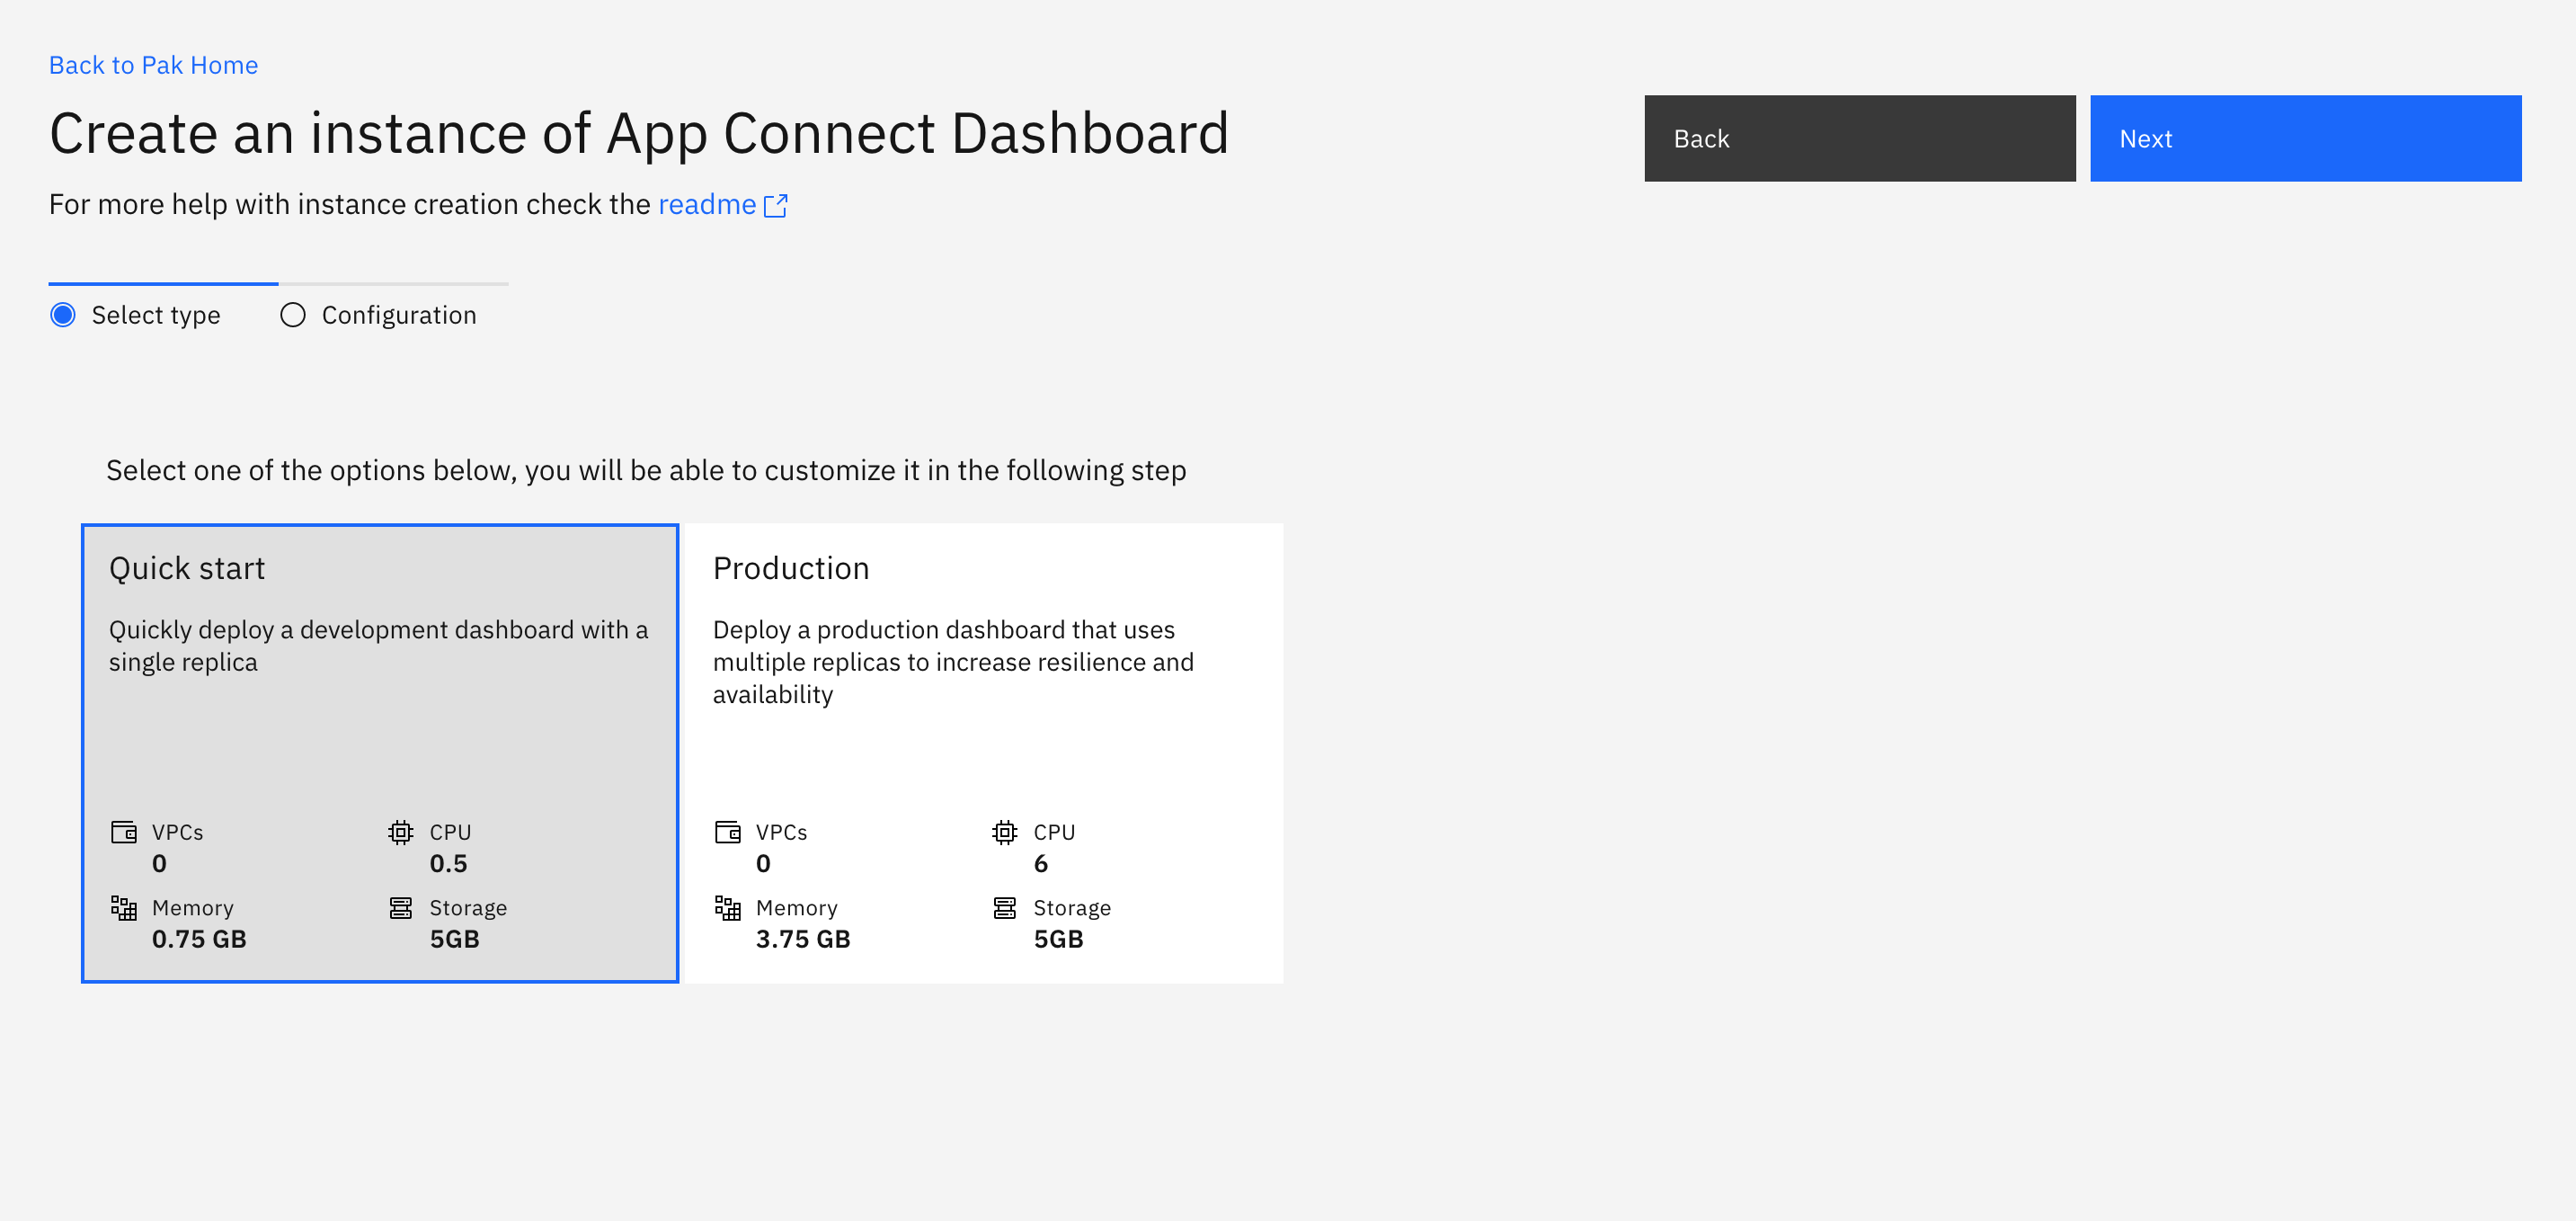 Back to Pak Home
Create an instance of App Connect Dashboard
Back
Next
For more help with instance creation check the readme
Select type
Configuration
Select one of the options below, you will be able to customize it in the following step
Quick start
Quickly deploy a development dashboard with a
single replica
VPCs
0
CPU
0.5
Memory
0.75 GB
Storage
5GB
Production
Deploy a production dashboard that uses
multiple replicas to increase resilience and
availability
VPCs
0
CPU
6
Memory
3.75 GB
Storage
5GB